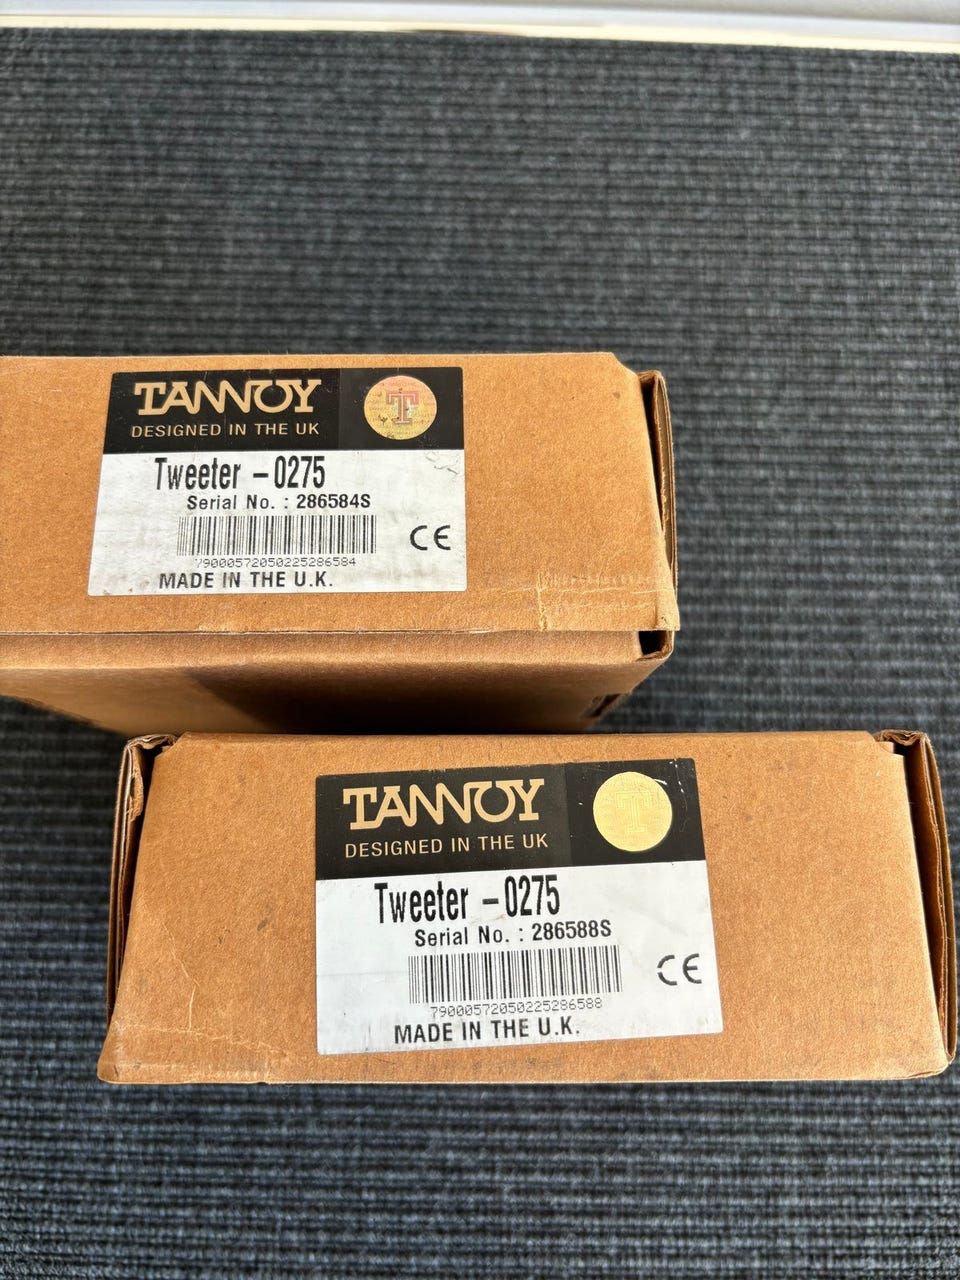 TANNOY
DESIGNED IN THE UK
T
Tweeter - 0275
Serial No. : 286584S
CE
79000572050225286584
MADE IN THE U.K.
TANNOY
DESIGNED IN THE UK
T
Tweeter - 0275
Serial No. : 286588S
CE
79000572050225286588
MADE IN THE U.K.